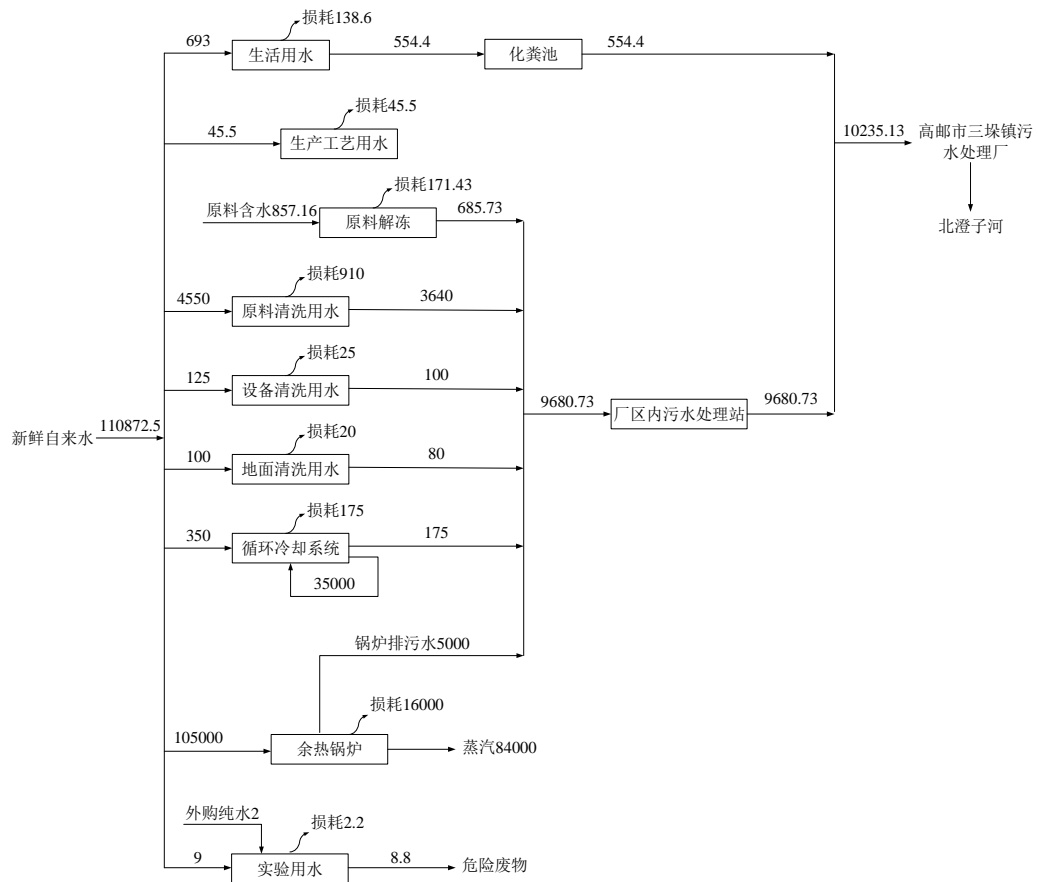 损耗138.6
693
生活用水
554.4
化粪池
554.4
损耗45.5
45.5
生产工艺用水
10235.13
高邮市三垛镇污
水处理厂
北澄子河
损耗171.43
原料含水857.16
原料解冻
685.73
损耗910
4550
原料清洗用水
3640
损耗25
125
设备清洗用水
100
9680.73
厂区内污水处理站
9680.73
新鲜自来水
110872.5
损耗20
100
地面清洗用水
80
损耗175
350
循环冷却系统
175
35000
锅炉排污水5000
损耗16000
105000
余热锅炉
蒸汽84000
外购纯水2
损耗2.2
9
实验用水
8.8
危险废物